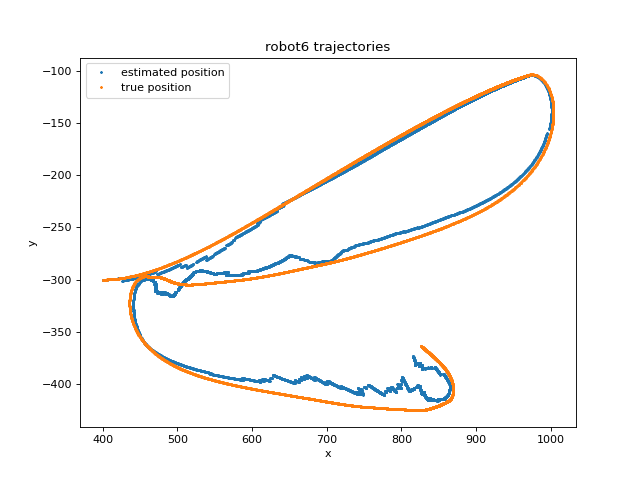 robot6 trajectories
estimated position
true position
y
−100
−150
−200
−250
−300
−350
−400
400 500 600 700 800 900 1000
x